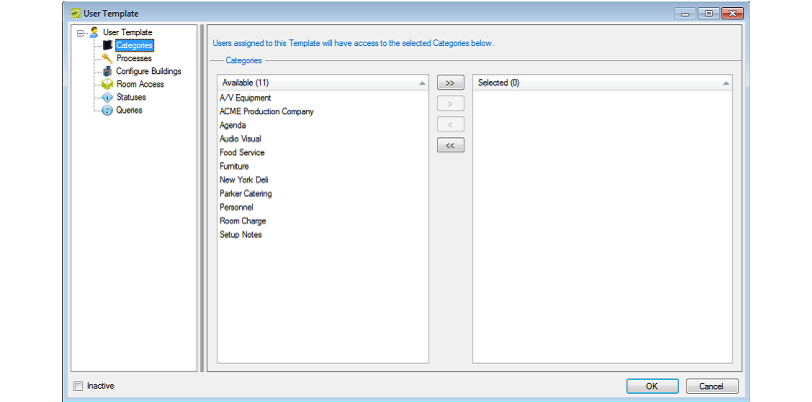 User Template
User Template
Categories
Processes
Configure Buildings
Room Access
Statuses
Queries
Users assigned to this Template will have access to the selected Categories below.
Categories
Available (11)
A/V Equipment
ACME Production Company
Agenda
Audio Visual
Food Service
Furniture
New York Deli
Parker Catering
Personnel
Room Charge
Setup Notes
>>
>
<
<<
Selected (0)
Inactive
OK
Cancel